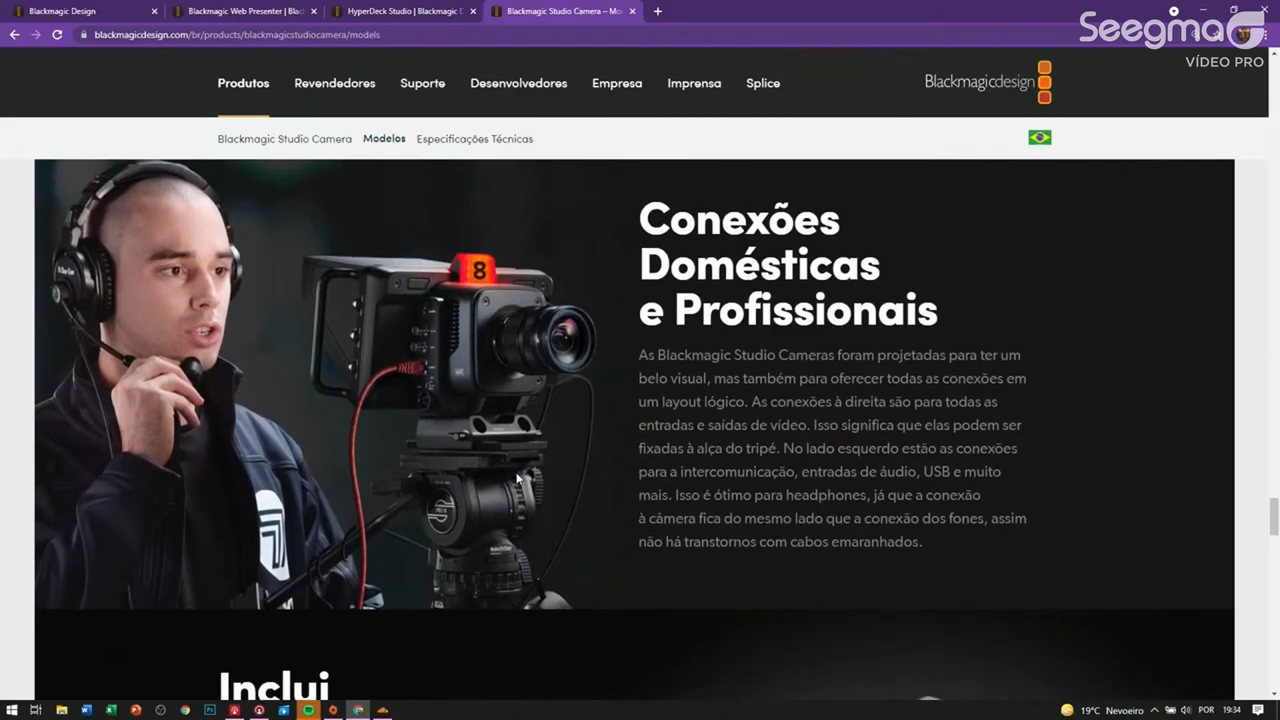 Blackmagic Design
Blackmagic Web Presenter | Blac
HyperDeck Studio | Blackmagic D
Blackmagic Studio Camera – Mo
Seegma
VÍDEO PRO
blackmagicdesign.com/br/products/blackmagicstudiocamera/models
Produtos
Revendedores
Suporte
Desenvolvedores
Empresa
Imprensa
Splice
Blackmagicdesign
Blackmagic Studio Camera
Modelos
Especificações Técnicas
8
Conexões
Domésticas
e Profissionais
As Blackmagic Studio Cameras foram projetadas para ter um
belo visual, mas também para oferecer todas as conexões em
um layout lógico. As conexões à direita são para todas as
entradas e saídas de vídeo. Isso significa que elas podem ser
fixadas à alça do tripé. No lado esquerdo estão as conexões
para a intercomunicação, entradas de áudio, USB e muito
mais. Isso é ótimo para headphones, já que a conexão
à câmera fica do mesmo lado que a conexão dos fones, assim
não há transtornos com cabos emaranhados.
Inclui
19°C Nevoeiro
POR
19:34